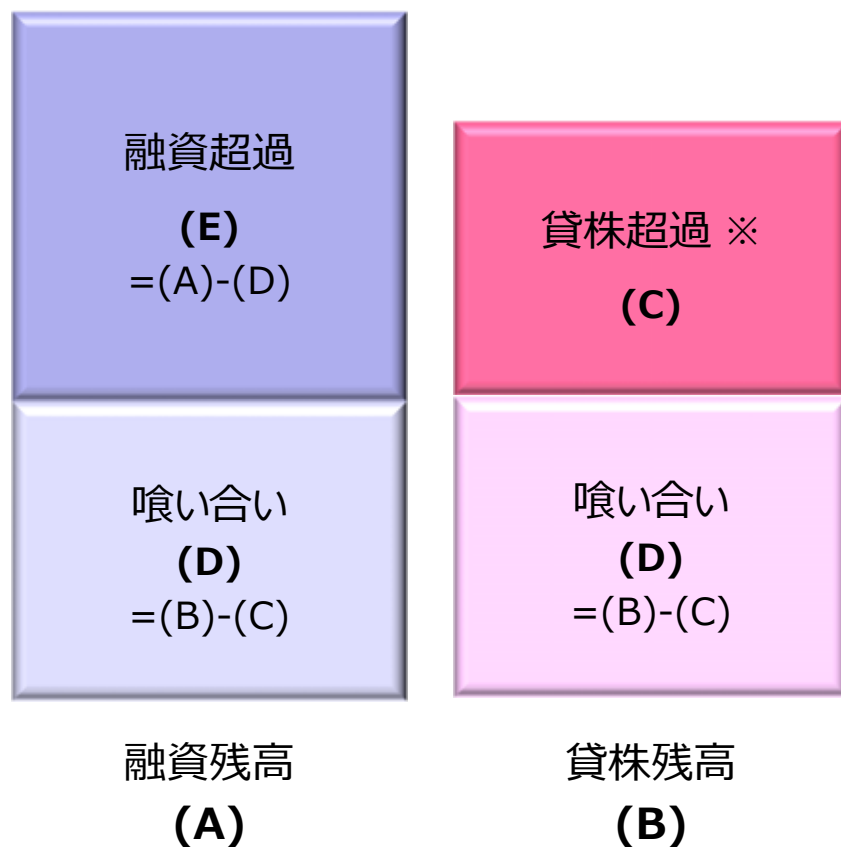 融資超過
(E)
=(A)-(D)
喰い合い
(D)
=(B)-(C)
融資残高
(A)
貸株超過 ※
(C)
喰い合い
(D)
=(B)-(C)
貸株残高
(B)